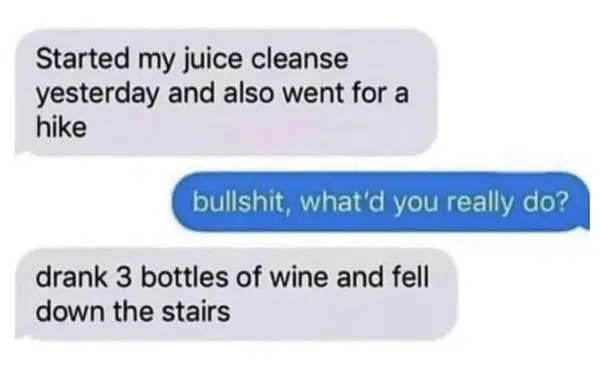 Started my juice cleanse
yesterday and also went for a
hike
bullshit, what'd you really do?
drank 3 bottles of wine and fell
down the stairs